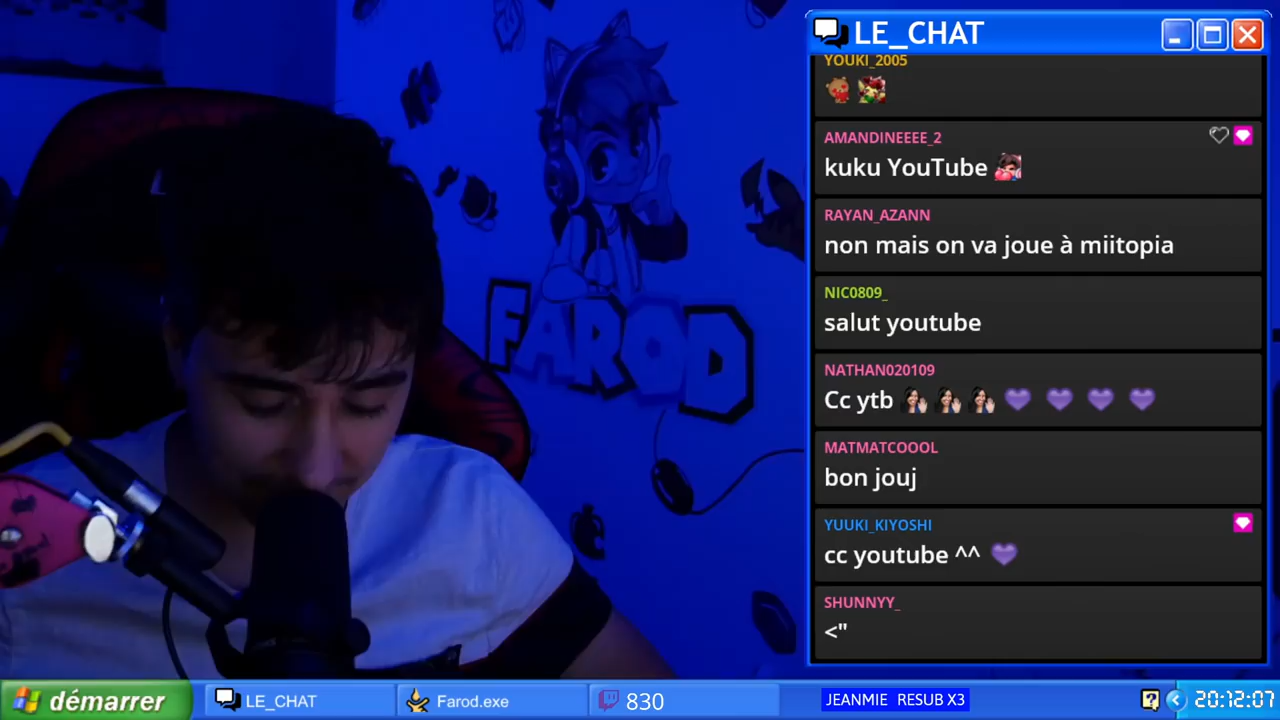 LE_CHAT
YOUKI_2005
AMANDINEEEE_2
kuku YouTube
RAYAN_AZANN
non mais on va joue à miitopia
NIC0809_
salut youtube
NATHAN020109
Cc ytb
MATMATCOOOL
bon jouj
YUUKI_KIYOSHI
cc youtube ^^
SHUNNYY_
<"
FAROD
démarrer
LE_CHAT
Farod.exe
830
JEANMIE RESUB X3
20:12:07